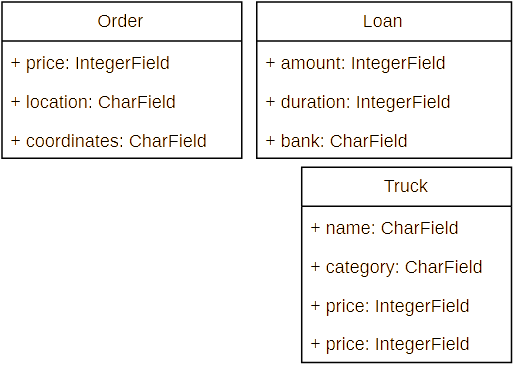 Order
+ price: IntegerField
+ location: CharField
+ coordinates: CharField
Loan
+ amount: IntegerField
+ duration: IntegerField
+ bank: CharField
Truck
+ name: CharField
+ category: CharField
+ price: IntegerField
+ price: IntegerField